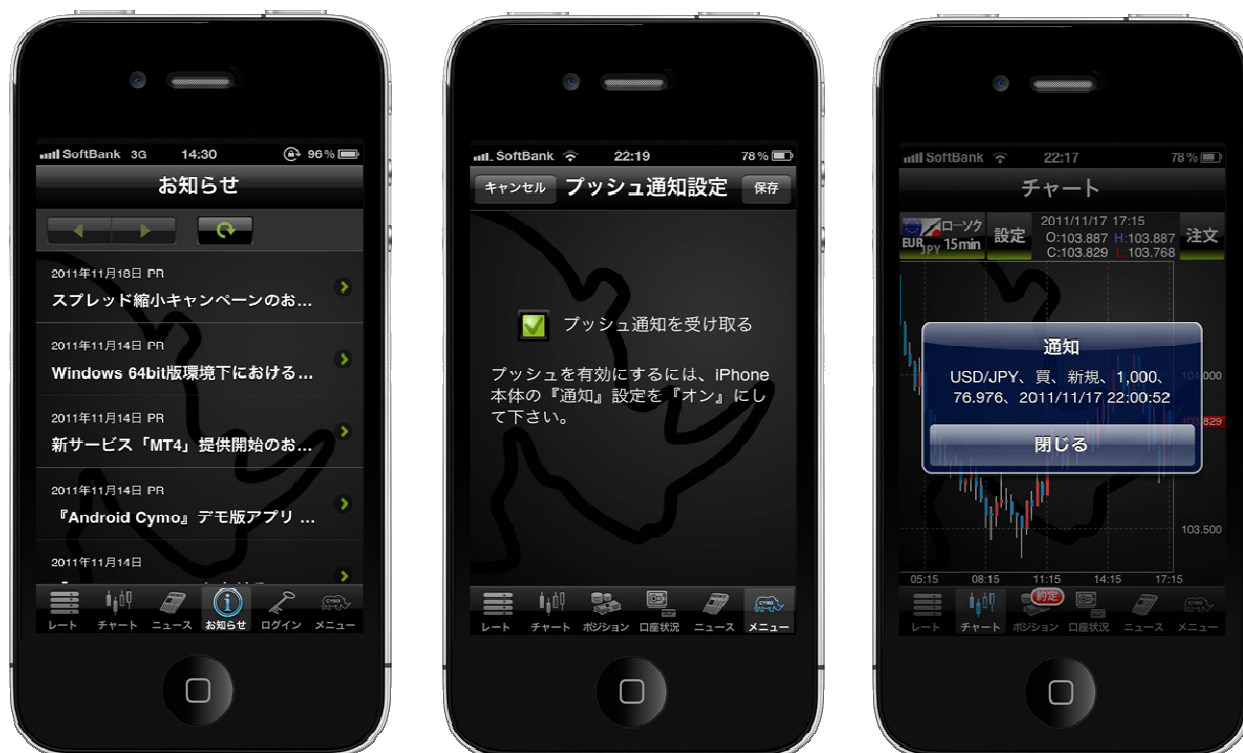 SoftBank 3G 14:30 96%
お知らせ
2011年11月18日 PR
スプレッド縮小キャンペーンのお...
2011年11月14日 PR
Windows 64bit版環境下における...
2011年11月14日 PR
新サービス「MT4」提供開始のお...
2011年11月14日 PR
『Android Cymo』デモ版アプリ ...
2011年11月14日
レート チャート ニュース お知らせ ログイン メニュー
SoftBank 22:19 78%
キャンセル プッシュ通知設定 保存
プッシュ通知を受け取る
プッシュを有効にするには、iPhone
本体の『通知』設定を『オン』にし
て下さい。
CYMO
レート チャート ポジション 口座状況 ニュース メニュー
SoftBank 22:17 78%
チャート
EUR JPY ローソク 15min 設定 2011/11/17 17:15 注文
O:103.887 H:103.887
C:103.829 L:103.768
通知
USD/JPY、買、新規、1,000、
76.976、2011/11/17 22:00:52
閉じる
104.000
103.829
103.500
05:15 08:15 11:15 14:15 17:15
約定
レート チャート ポジション 口座状況 ニュース メニュー